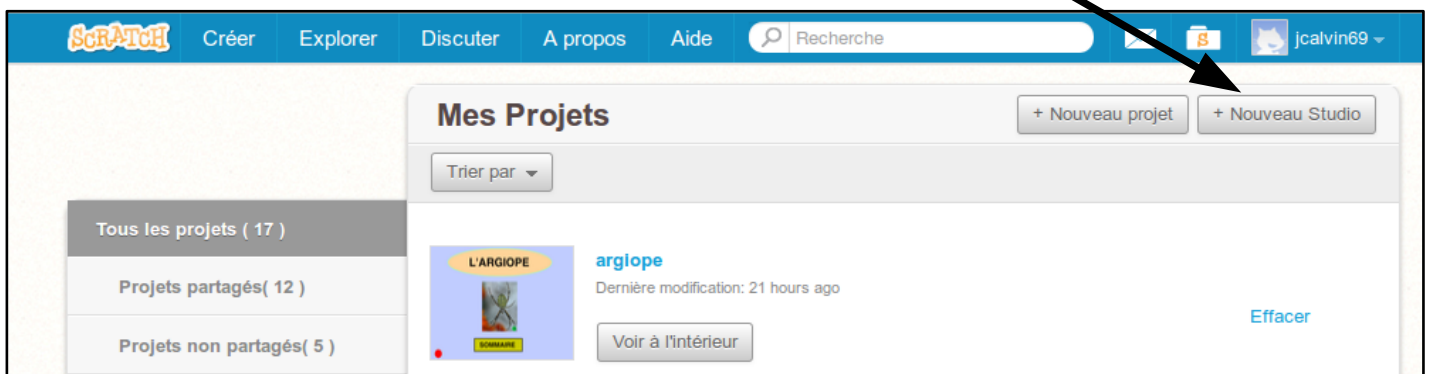 SCRATCH Créer Explorer Discuter A propos Aide Recherche S jcalvin69
Mes Projets + Nouveau projet + Nouveau Studio
Trier par
Tous les projets ( 17 )
Projets partagés( 12 )
Projets non partagés( 5 )
L'ARGIOPE
SOMMAIRE
argiope
Dernière modification: 21 hours ago
Voir à l'intérieur
Effacer